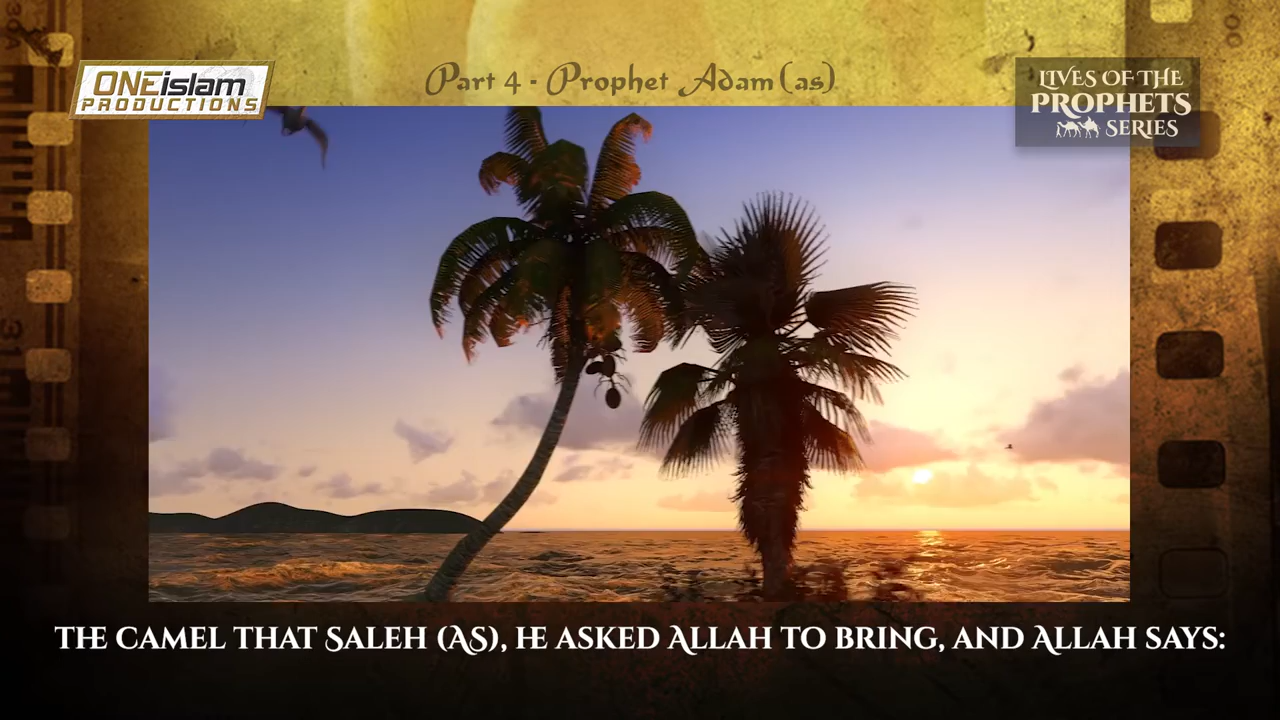 ONEislam
PRODUCTIONS
Part 4 - Prophet Adam (as)
LIVES OF THE
PROPHETS
SERIES
THE CAMEL THAT SALEH (AS), HE ASKED ALLAH TO BRING, AND ALLAH SAYS: